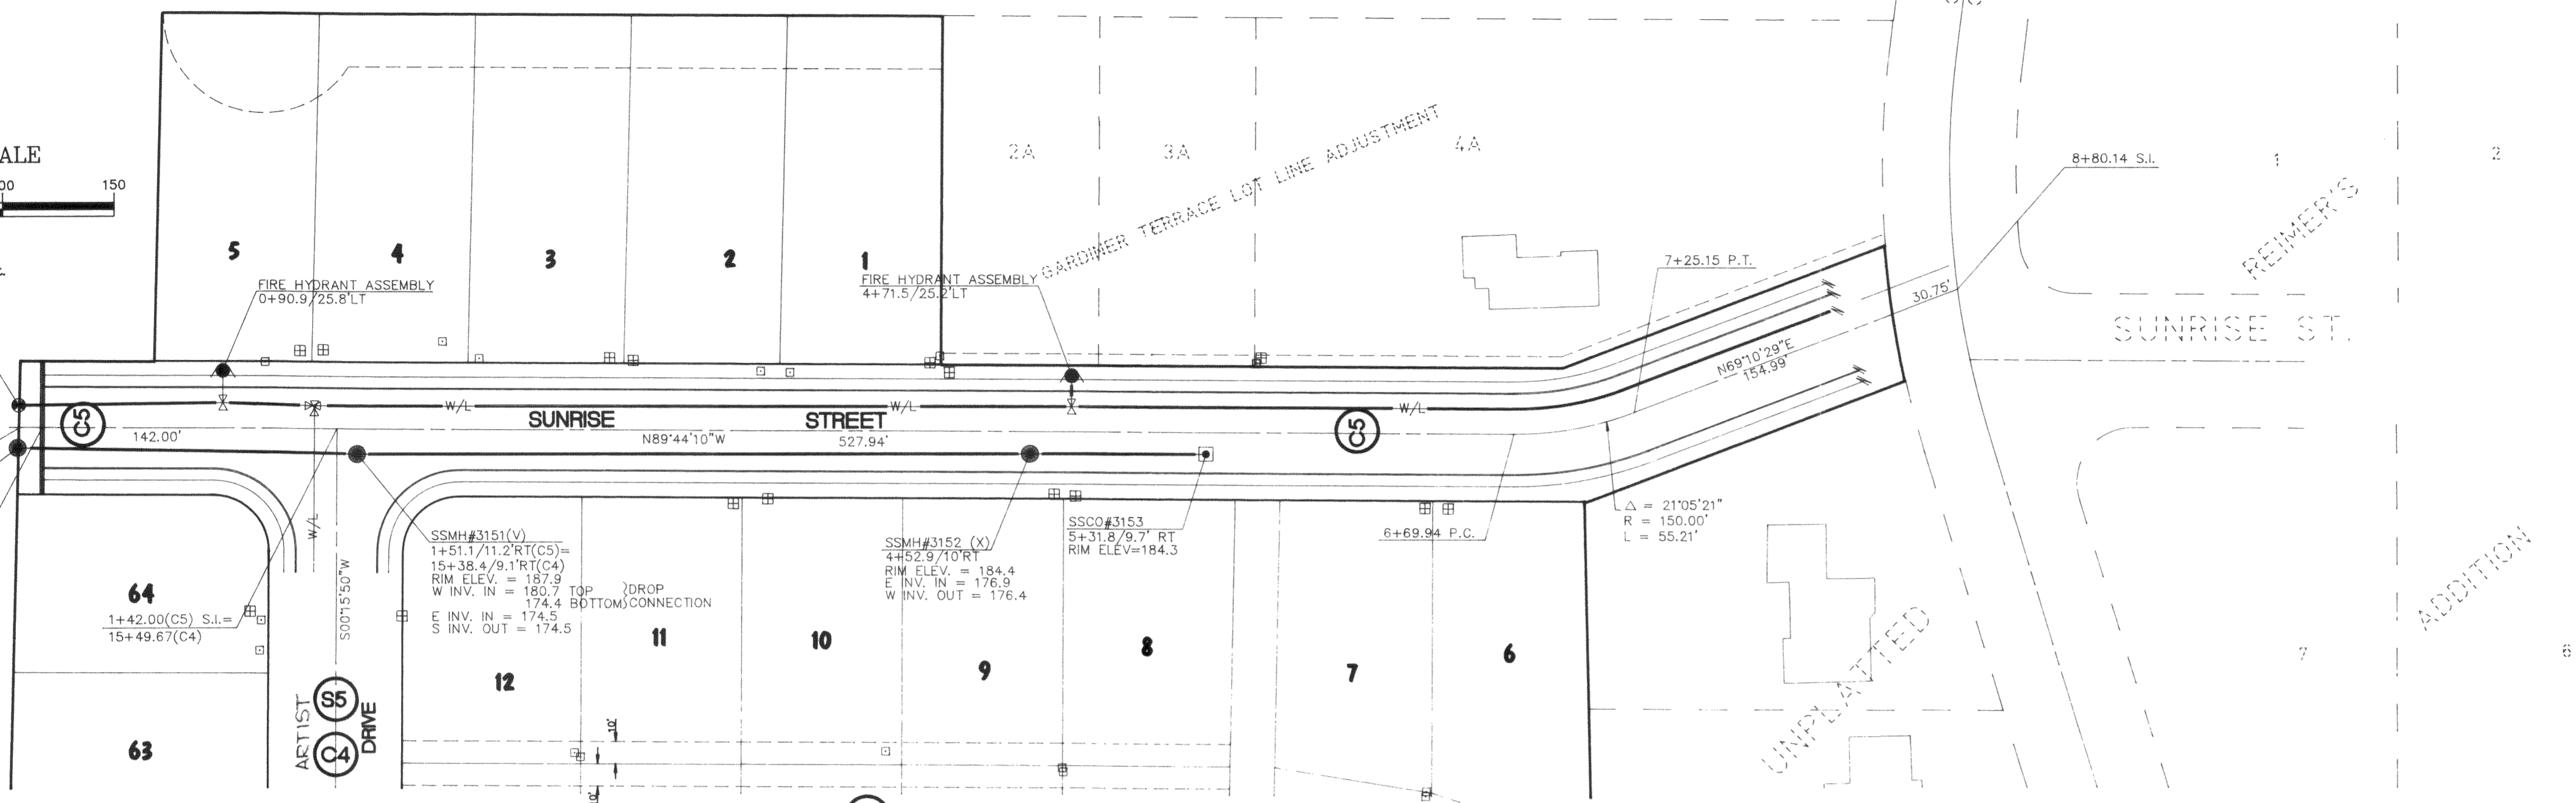 ALE
150
2A
3A
4A
GARDINER TERRACE LOT LINE ADJUSTMENT
8+80.14 S.I.
1
2
REIMER'S
5
4
3
2
1
FIRE HYDRANT ASSEMBLY
0+90.9/25.8'LT
FIRE HYDRANT ASSEMBLY
4+71.5/25.2'LT
7+25.15 P.T.
30.75'
SUNRISE ST.
N69°10'29"E
154.99'
C5
142.00'
W/L
SUNRISE STREET
W/L
W/L
N89°44'10"W
527.94'
C5
W/L
SSMH#3151(V)
1+51.1/11.2'RT(C5)=
15+38.4/9.1'RT(C4)
RIM ELEV. = 187.9
W INV. IN = 180.7 TOP }DROP
174.4 BOTTOM}CONNECTION
E INV. IN = 174.5
S INV. OUT = 174.5
SSMH#3152 (X)
4+52.9/10'RT
RIM ELEV. = 184.4
E INV. IN = 176.9
W INV. OUT = 176.4
SSCO#3153
5+31.8/9.7' RT
RIM ELEV=184.3
6+69.94 P.C.
Δ = 21°05'21"
R = 150.00'
L = 55.21'
S00°15'50"W
64
1+42.00(C5) S.I.=
15+49.67(C4)
63
ARTIST
S5
C4
DRIVE
12
11
10
9
8
7
6
10'
10'
UNPLATTED
ADDITION
7
6